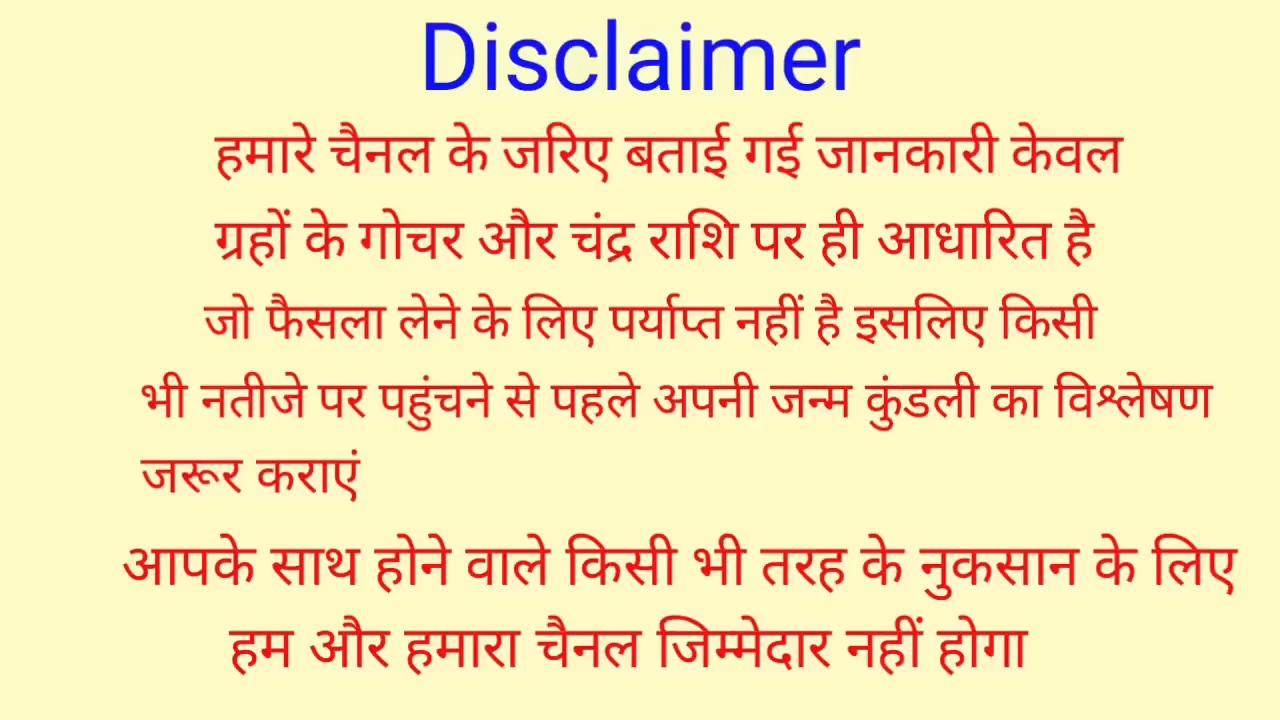 Disclaimer
हमारे चैनल के जरिए बताई गई जानकारी केवल
ग्रहों के गोचर और चंद्र राशि पर ही आधारित है
जो फैसला लेने के लिए पर्याप्त नहीं है इसलिए किसी
भी नतीजे पर पहुंचने से पहले अपनी जन्म कुंडली का विश्लेषण
जरूर कराएं
आपके साथ होने वाले किसी भी तरह के नुकसान के लिए
हम और हमारा चैनल जिम्मेदार नहीं होगा